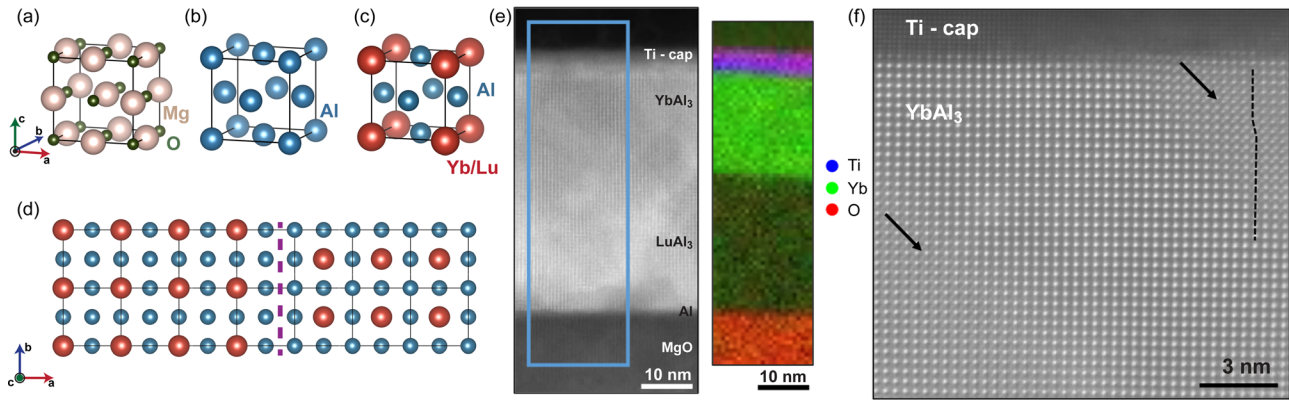 (a)
Mg
O
c
b
a
(b)
Al
(c)
Al
Yb/Lu
(d)
b
c
a
(e)
Ti - cap
YbAl3
LuAl3
Al
MgO
10 nm
10 nm
Ti
Yb
O
(f)
Ti - cap
YbAl3
3 nm